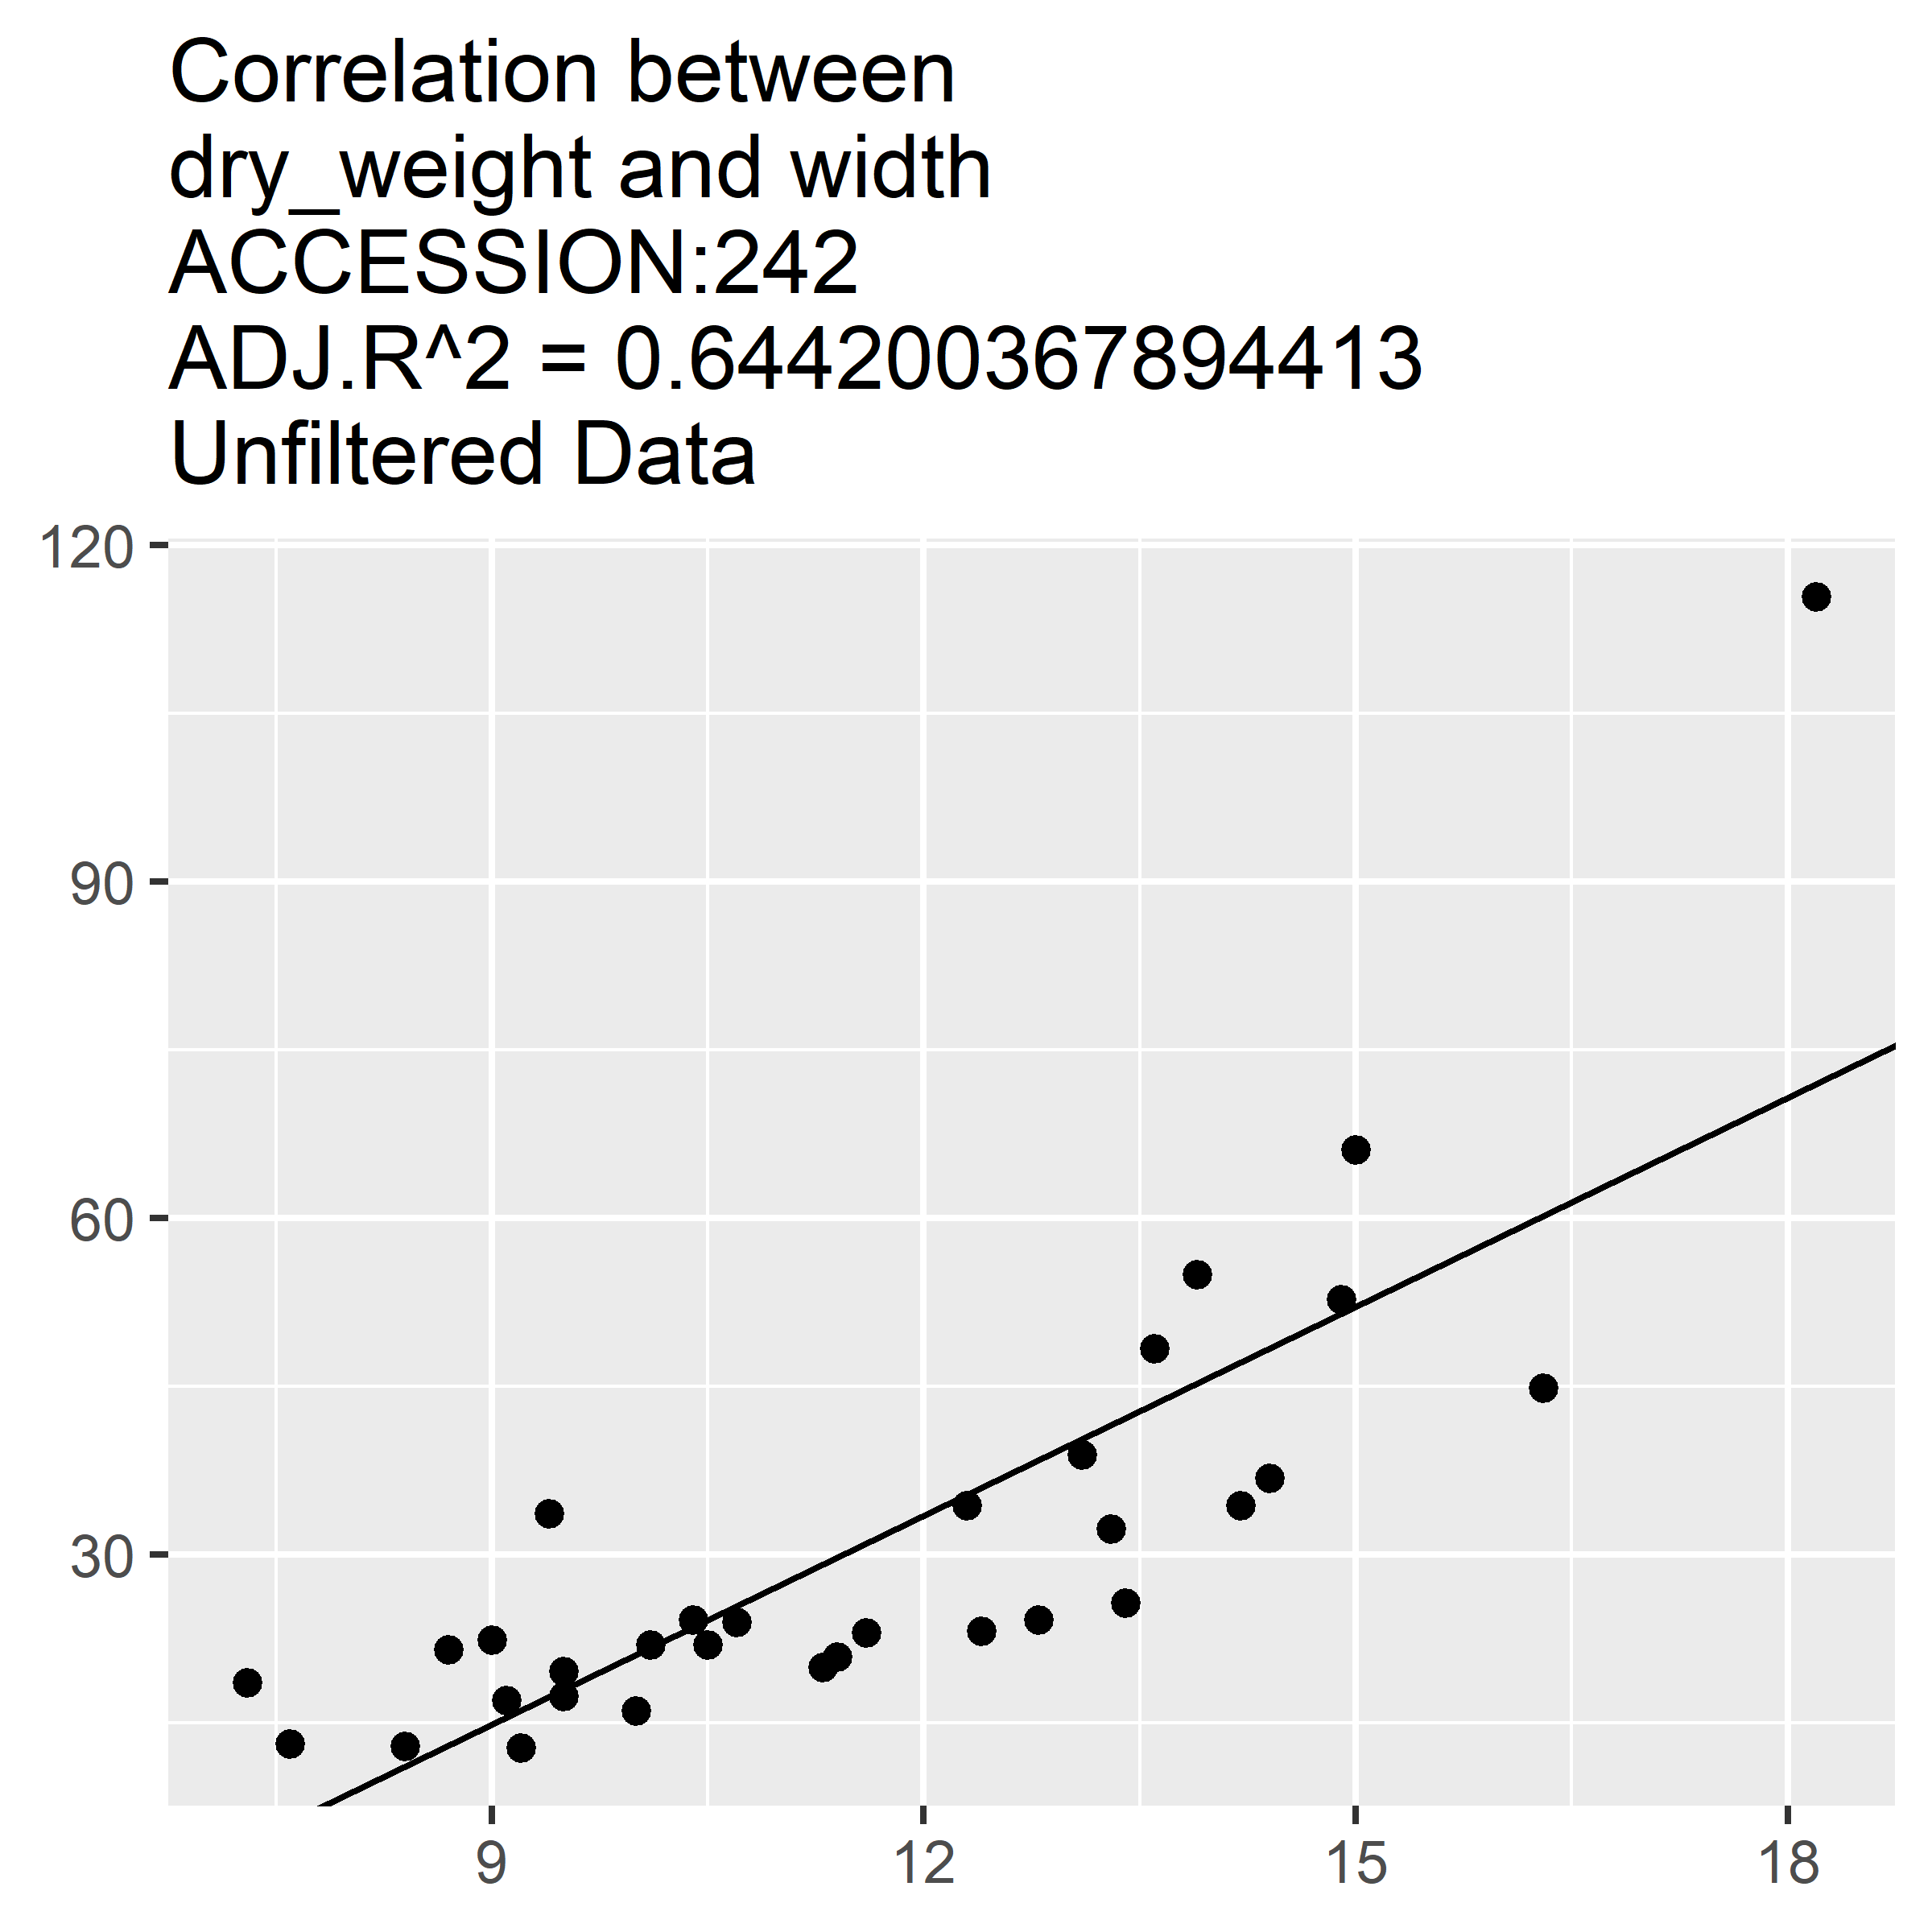 Correlation between
dry_weight and width
ACCESSION:242
ADJ.R^2 = 0.644200367894413
Unfiltered Data
120
90
60
30
9
12
15
18